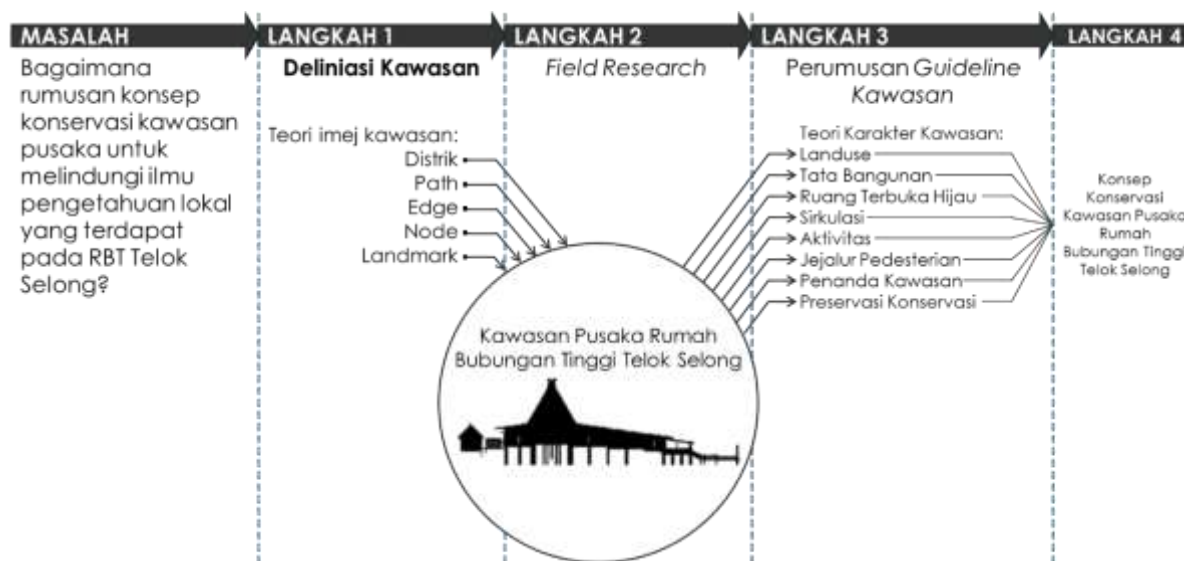 MASALAH
Bagaimana
rumusan konsep
konservasi kawasan
pusaka untuk
melindungi ilmu
pengetahuan lokal
yang terdapat
pada RBT Telok
Selong?
LANGKAH 1
Deliniasi Kawasan
Teori imej kawasan:
Distrik
Path
Edge
Node
Landmark
LANGKAH 2
Field Research
Kawasan Pusaka Rumah
Bubungan Tinggi Telok Selong
LANGKAH 3
Perumusan Guideline
Kawasan
Teori Karakter Kawasan:
Landuse
Tata Bangunan
Ruang Terbuka Hijau
Sirkulasi
Aktivitas
Jejalur Pedesterian
Penanda Kawasan
Preservasi Konservasi
LANGKAH 4
Konsep
Konservasi
Kawasan Pusaka
Rumah
Bubungan Tinggi
Telok Selong